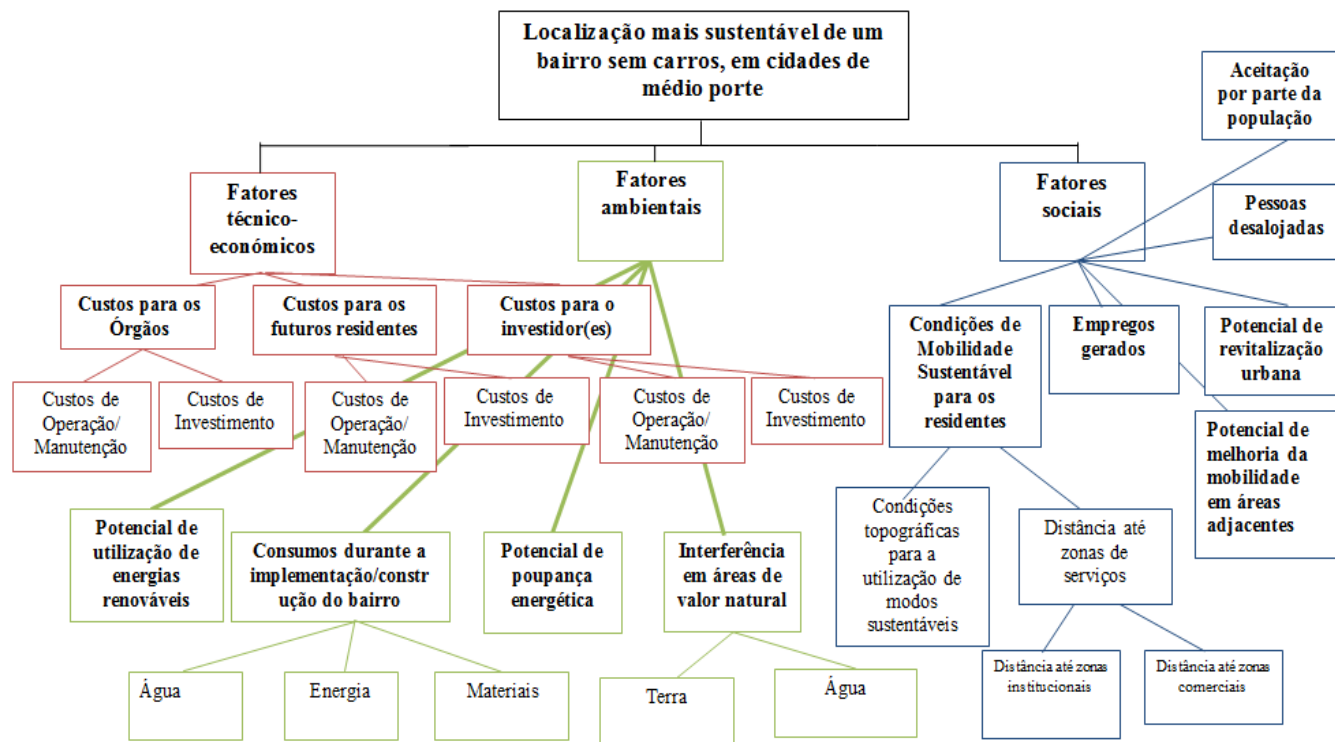 Localização mais sustentável de um
bairro sem carros, em cidades de
médio porte
Aceitação
por parte da
população
Fatores
técnico-
económicos
Fatores
ambientais
Fatores
sociais
Pessoas
desalojadas
Custos para os
Órgãos
Custos para os
futuros residentes
Custos para o
investidor(es)
Condições de
Mobilidade
Sustentável
para os
residentes
Empregos
gerados
Potencial de
revitalização
urbana
Custos de
Operação/
Manutenção
Custos de
Investimento
Custos de
Operação/
Manutenção
Custos de
Investimento
Custos de
Operação/
Manutenção
Custos de
Investimento
Potencial de
melhoria da
mobilidade
em áreas
adjacentes
Potencial de
utilização de
energias
renováveis
Consumos durante a
implementação/constr
ução do bairro
Potencial de
poupança
energética
Interferência
em áreas de
valor natural
Condições
topográficas
para a
utilização de
modos
sustentáveis
Distância até
zonas de
serviços
Água
Energia
Materiais
Terra
Água
Distância até zonas
institucionais
Distância até zonas
comerciais